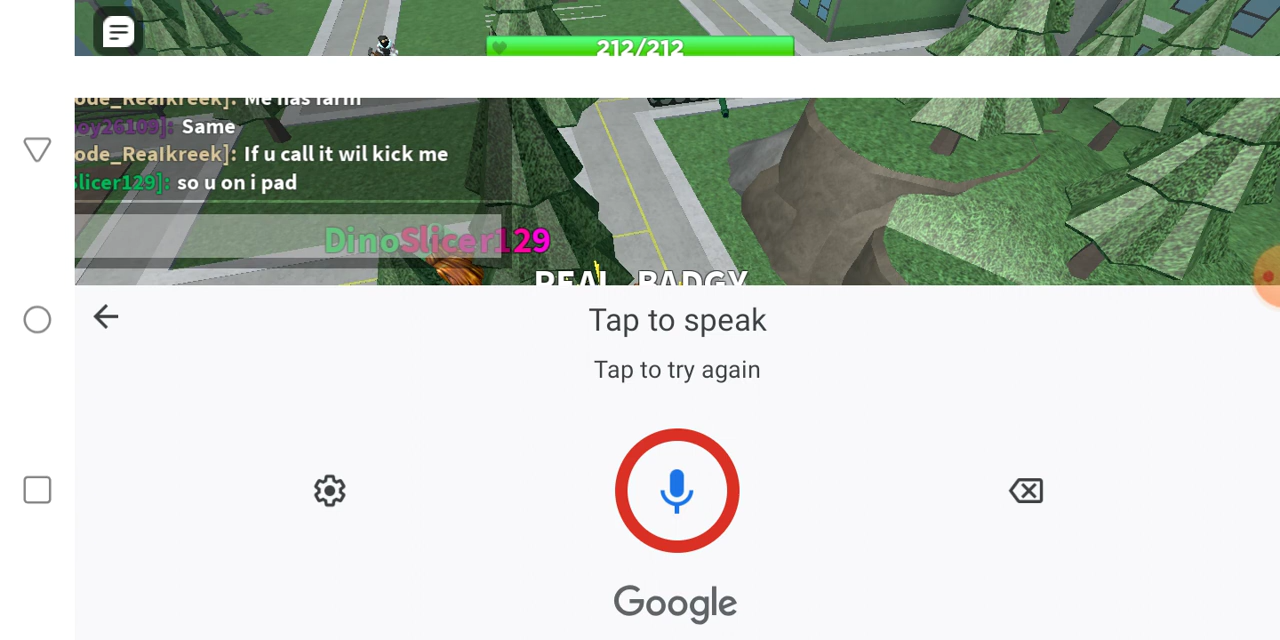 212/212
ode_Realkreek]: Me has farm
ey26109]: Same
ode_Realkreek]: If u call it wil kick me
licer129]: so u on i pad
DinoSlicer129
REAL_BADGY
Tap to speak
Tap to try again
Google